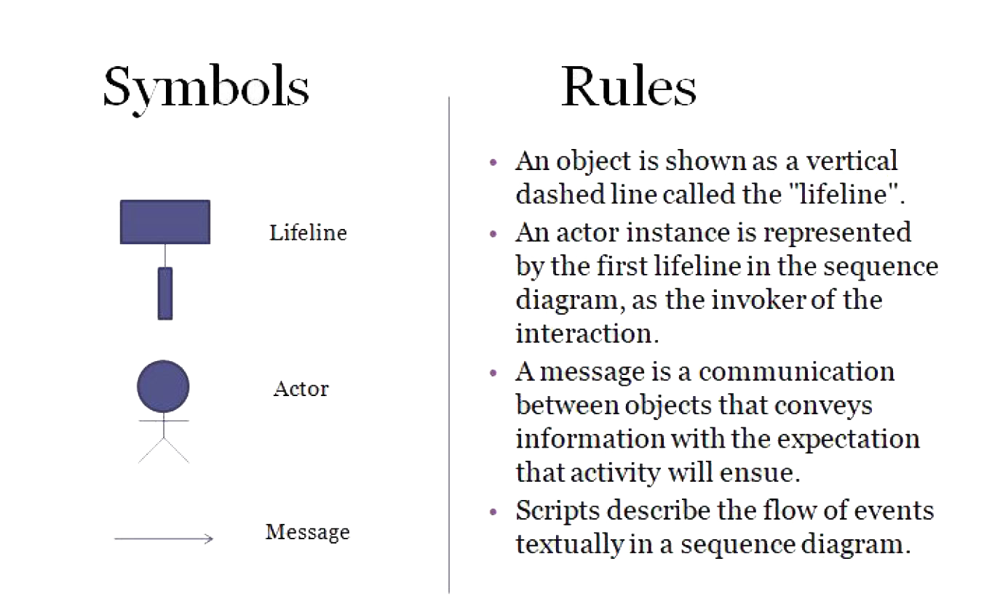 Symbols
Lifeline
Actor
Message
Rules
• An object is shown as a vertical
dashed line called the "lifeline".
• An actor instance is represented
by the first lifeline in the sequence
diagram, as the invoker of the
interaction.
• A message is a communication
between objects that conveys
information with the expectation
that activity will ensue.
• Scripts describe the flow of events
textually in a sequence diagram.